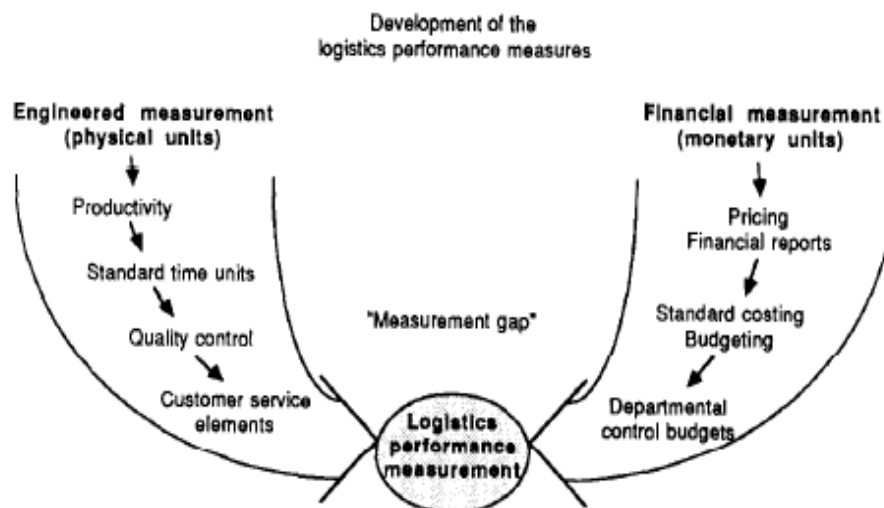 Development of the
logistics performance measures
Engineered measurement
(physical units)
Productivity
Standard time units
Quality control
Customer service
elements
"Measurement gap"
Financial measurement
(monetary units)
Pricing
Financial reports
Standard costing
Budgeting
Departmental
control budgets
Logistics
performance
measurement